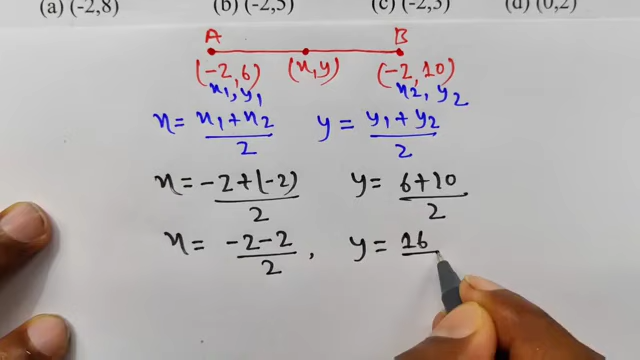 (a) (-2,8) (b) (-2,5) (c) (-2,3) (d) (0,2)
A B
(-2,6) (x,y) (-2,10)
x₁,y₁ x₂,y₂
x = x₁+x₂/2 y = y₁+y₂/2
x = -2+(-2)/2 y = 6+10/2
x = -2-2/2, y = 16